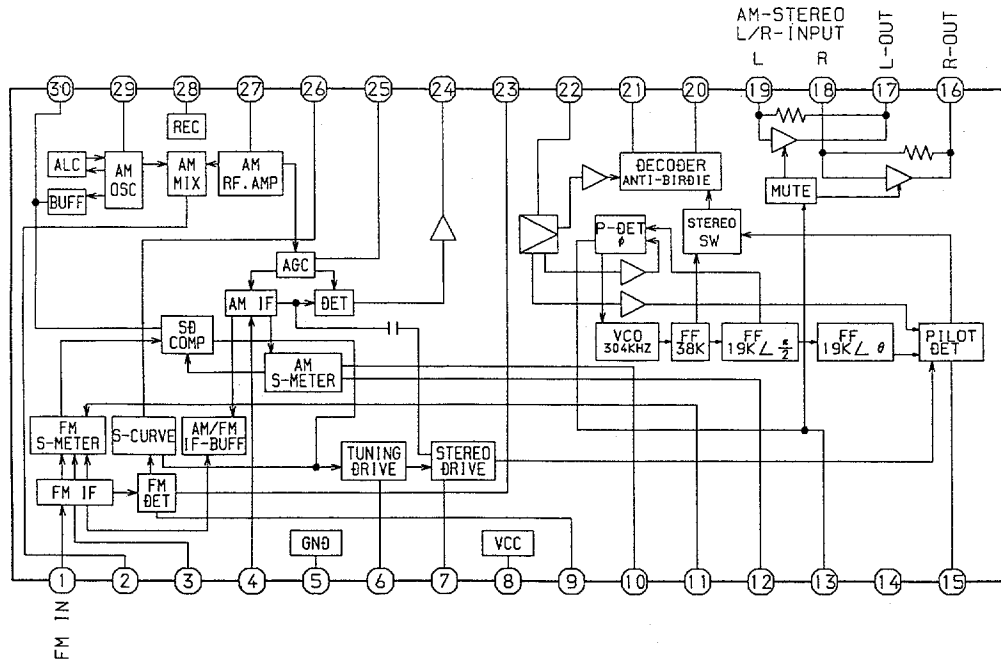 AM-STEREO
L/R-INPUT
L R
L-OUT
R-OUT
30 29 28 27 26 25 24 23 22 21 20 19 18 17 16
REC
ALC
AM
OSC
AM
MIX
AM
RF.AMP
BUFF
DECODER
ANTI-BIRDIE
MUTE
P-DET
ø
STEREO
SW
AGC
AM IF
DET
SD
COMP
VCO
304KHZ
FF
38K
FF
19K∠ π/2
FF
19K∠ θ
PILOT
DET
AM
S-METER
FM
S-METER
S-CURVE
AM/FM
IF-BUFF
TUNING
DRIVE
STEREO
DRIVE
FM IF
FM
DET
GND
VCC
1 2 3 4 5 6 7 8 9 10 11 12 13 14 15
FM IN